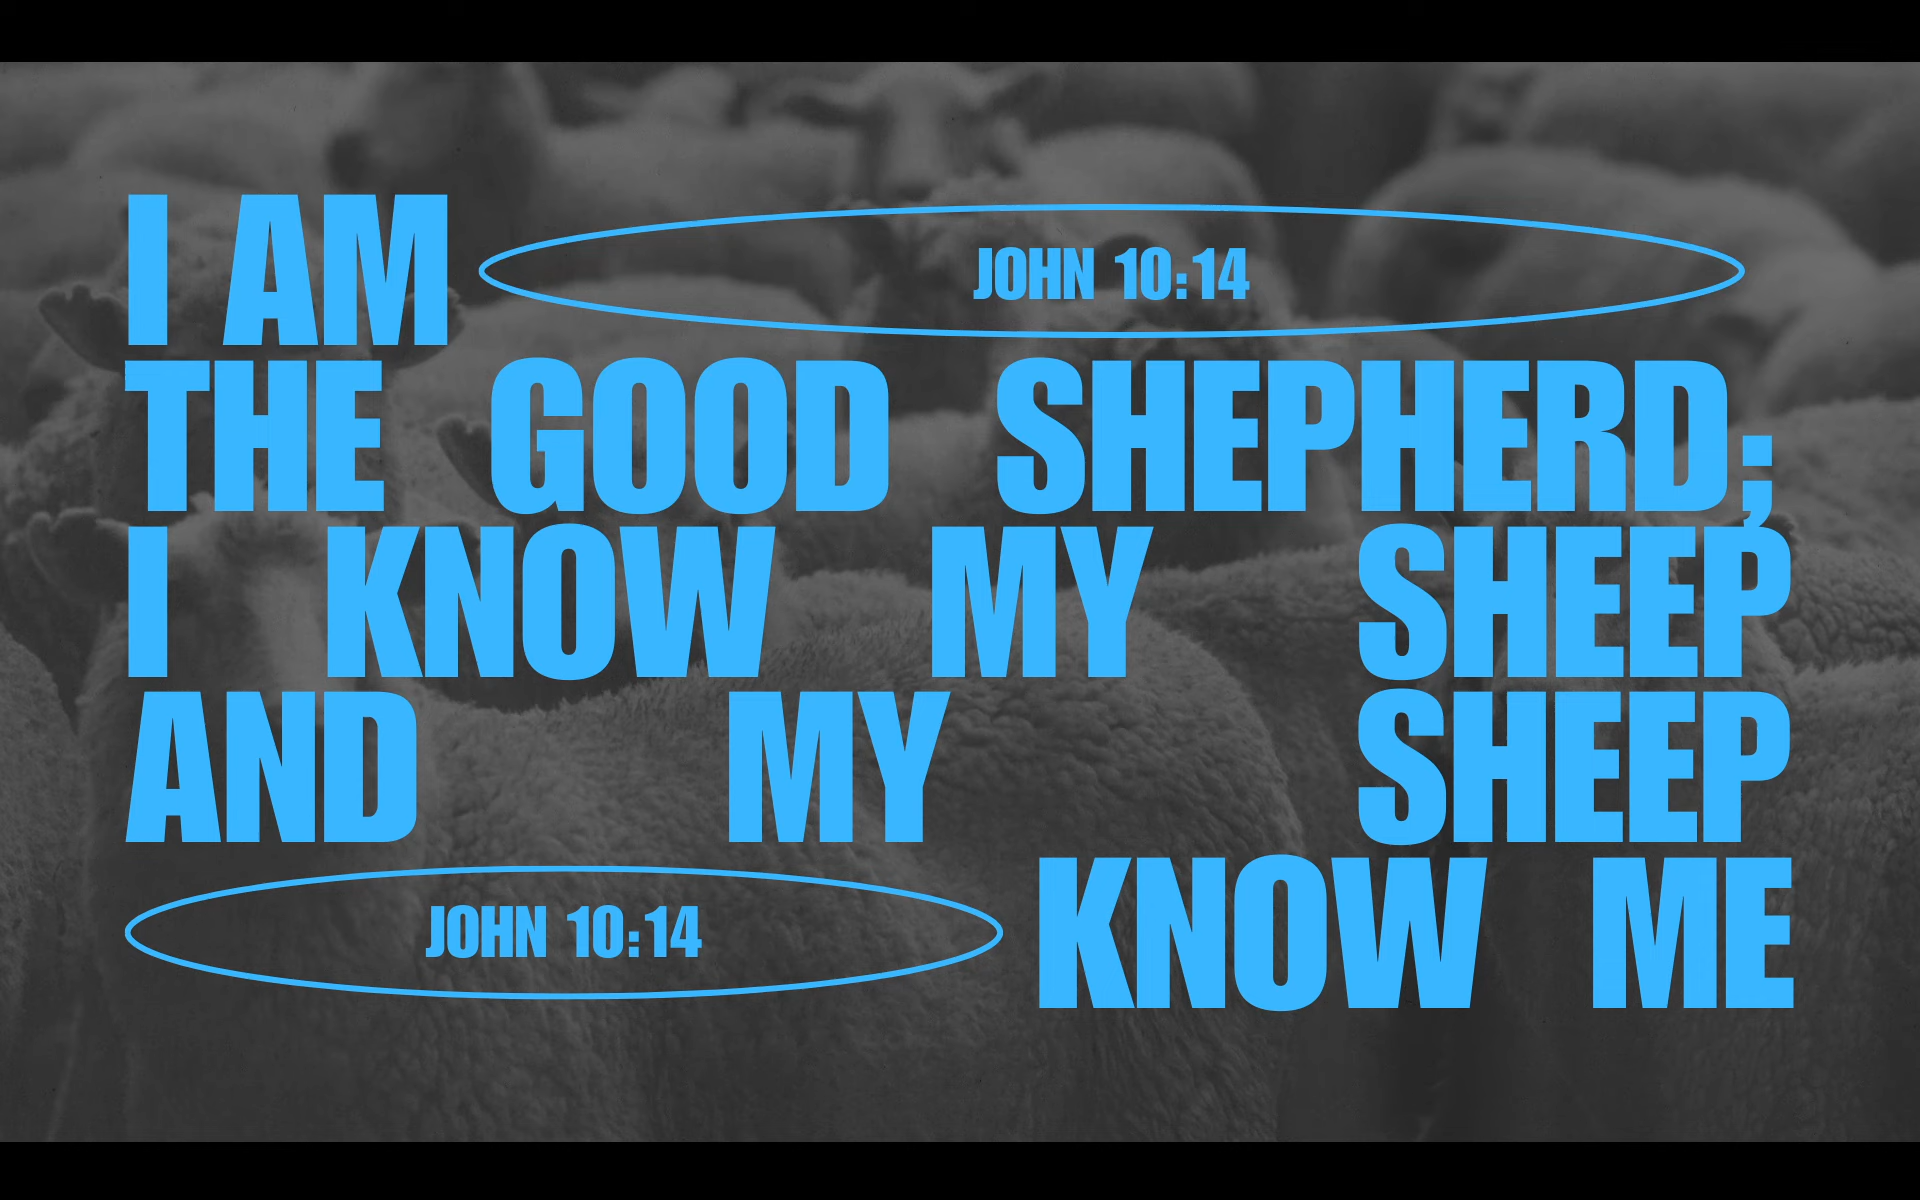 I AM JOHN 10:14
THE GOOD SHEPHERD;
I KNOW MY SHEEP
AND MY SHEEP
JOHN 10:14 KNOW ME